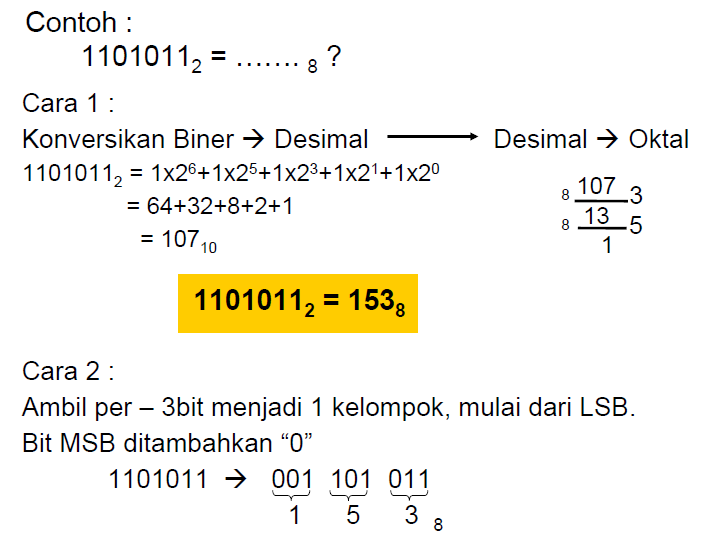 Contoh :
1101011₂ = ……. ₈ ?
Cara 1 :
Konversikan Biner → Desimal ⟶ Desimal → Oktal
1101011₂ = 1x2⁶+1x2⁵+1x2³+1x2¹+1x2⁰
= 64+32+8+2+1
= 107₁₀
8 107 3
8 13 5
1
1101011₂ = 153₈
Cara 2 :
Ambil per – 3bit menjadi 1 kelompok, mulai dari LSB.
Bit MSB ditambahkan “0”
1101011 → 001 101 011
1 5 3 ₈